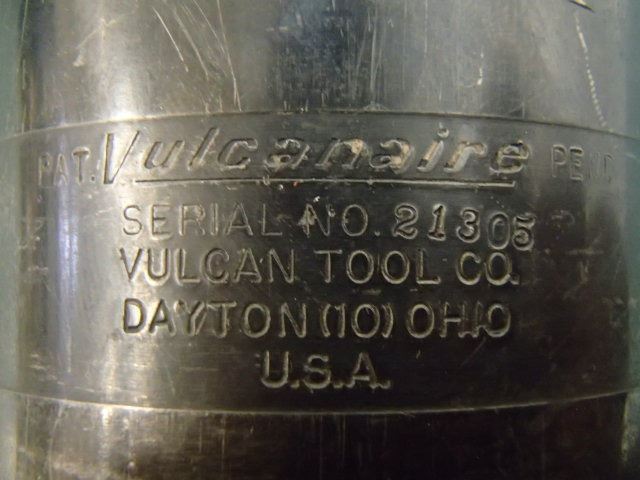 PAT. Vulcanaire PEND
SERIAL NO. 21305
VULCAN TOOL CO.
DAYTON (10) OHIO
U.S.A.